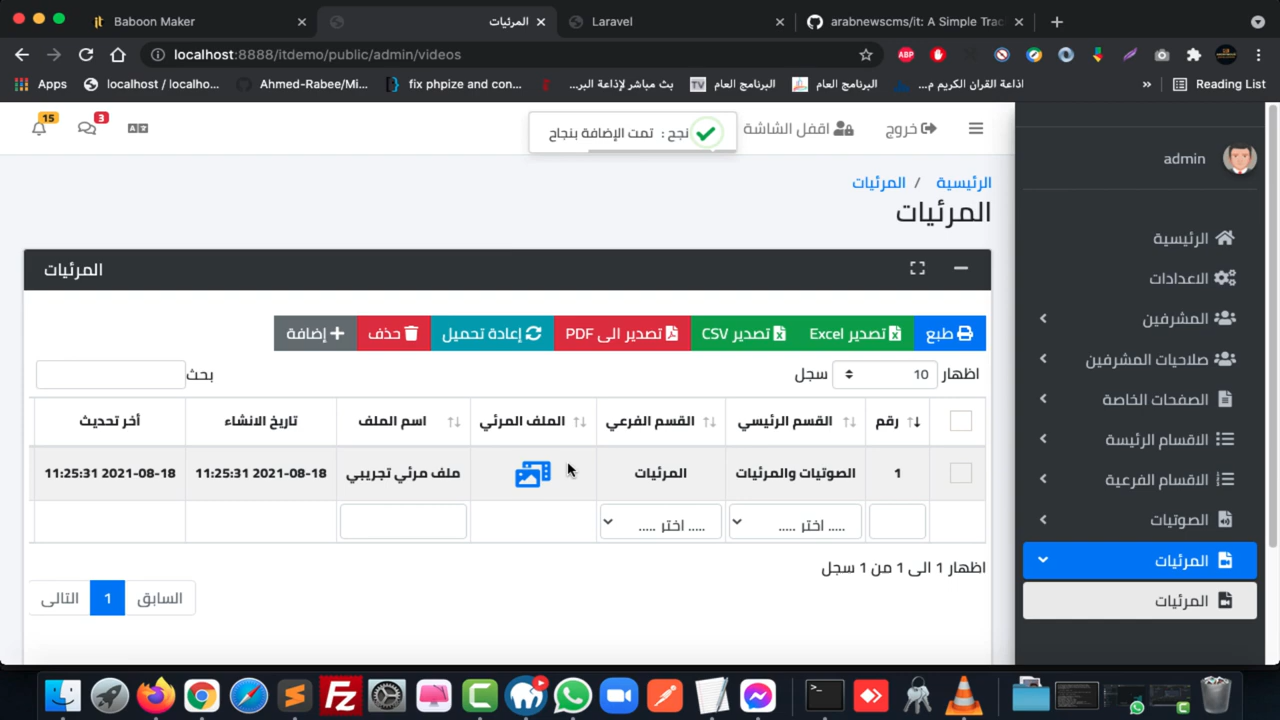 Baboon Maker
المرئيات
Laravel
arabnewscms/it: A Simple Trac
localhost:8888/itdemo/public/admin/videos
Apps
localhost / localho...
Ahmed-Rabee/Mi...
fix phpize and con...
بث مباشر لإذاعة البر...
البرنامج العام
البرنامج العام
اذاعة القران الكريم م...
»
Reading List
15
3
نجح : تمت الإضافة بنجاح
اقفل الشاشة
خروج
admin
الرئيسية / المرئيات
المرئيات
المرئيات
طبع
تصدير Excel
تصدير CSV
تصدير الى PDF
إعادة تحميل
حذف
إضافة
اظهار 10 سجل
بحث
رقم
القسم الرئيسي
القسم الفرعي
الملف المرئي
اسم الملف
تاريخ الانشاء
أخر تحديث
1
الصوتيات والمرئيات
المرئيات
ملف مرئي تجريبي
2021-08-18 11:25:31
2021-08-18 11:25:31
..... اختر .....
..... اختر .....
اظهار 1 الى 1 من 1 سجل
السابق
1
التالى
الرئيسية
الاعدادات
المشرفين
صلاحيات المشرفين
الصفحات الخاصة
الاقسام الرئيسة
الاقسام الفرعية
الصوتيات
المرئيات
المرئيات